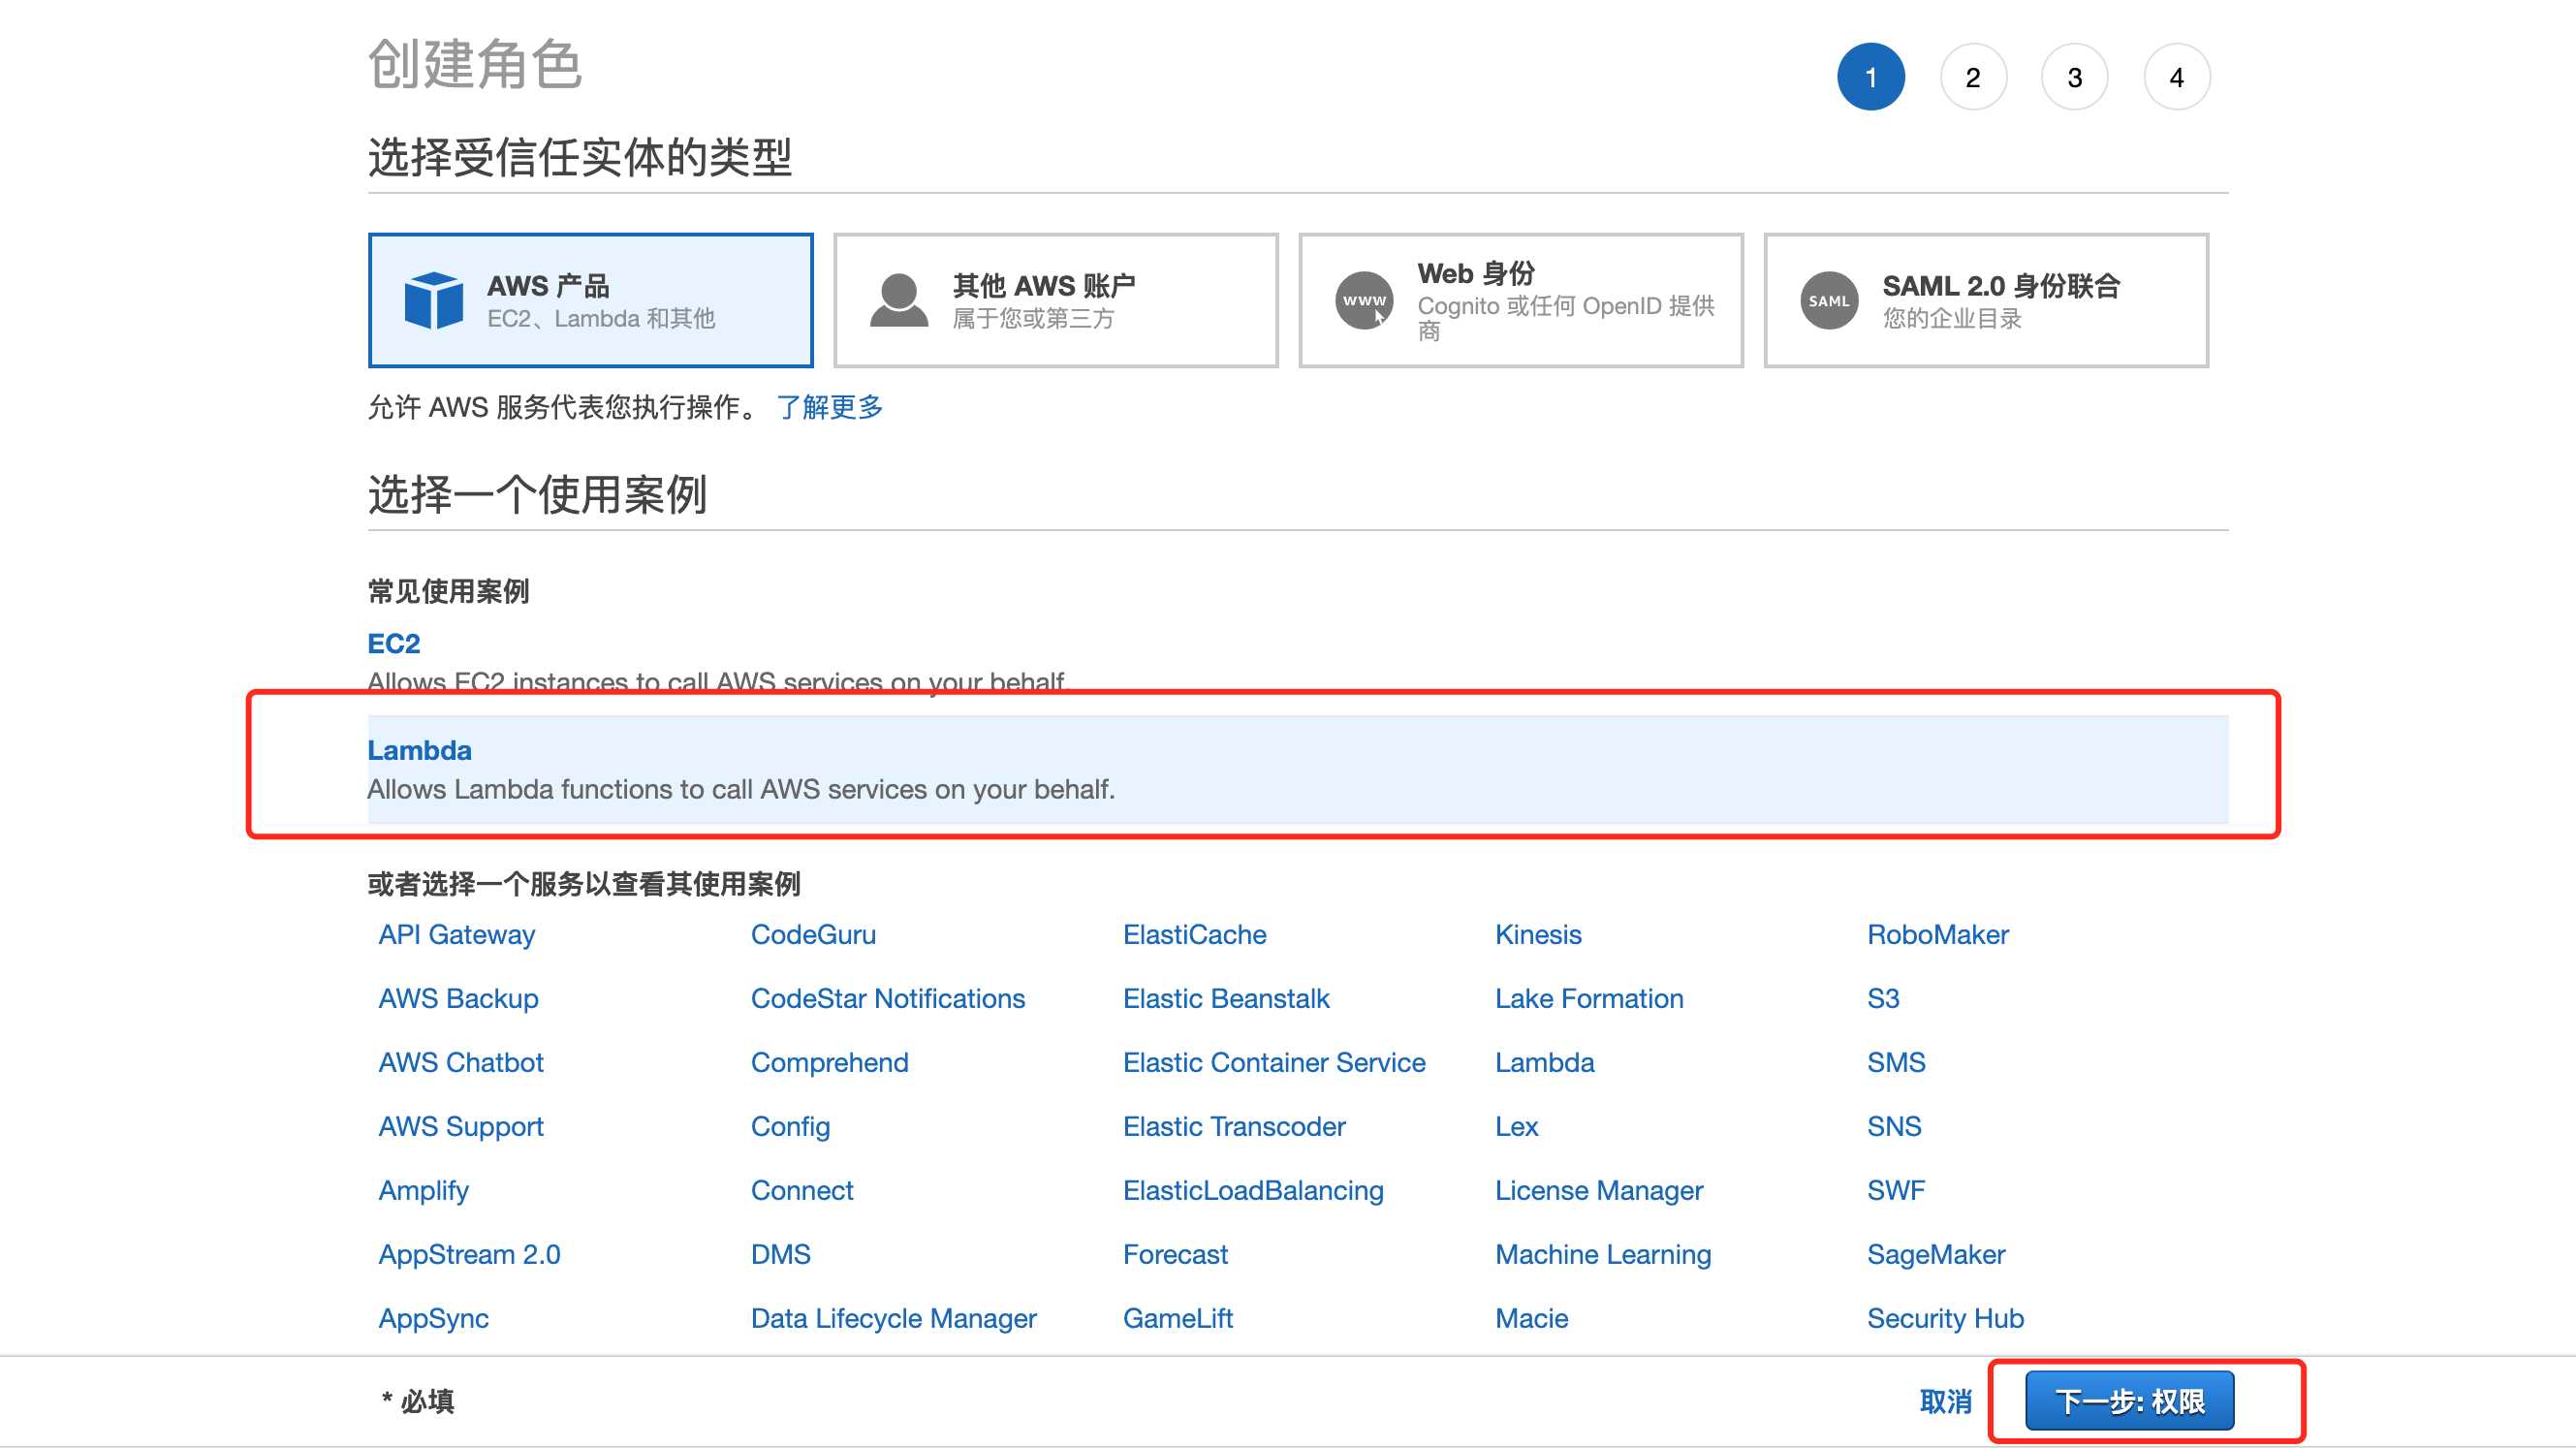 创建角色
1 2 3 4
选择受信任实体的类型
AWS 产品
EC2、Lambda 和其他
其他 AWS 账户
属于您或第三方
www
Web 身份
Cognito 或任何 OpenID 提供
商
SAML
SAML 2.0 身份联合
您的企业目录
允许 AWS 服务代表您执行操作。 了解更多
选择一个使用案例
常见使用案例
EC2
Allows EC2 instances to call AWS services on your behalf.
Lambda
Allows Lambda functions to call AWS services on your behalf.
或者选择一个服务以查看其使用案例
API Gateway CodeGuru ElastiCache Kinesis RoboMaker
AWS Backup CodeStar Notifications Elastic Beanstalk Lake Formation S3
AWS Chatbot Comprehend Elastic Container Service Lambda SMS
AWS Support Config Elastic Transcoder Lex SNS
Amplify Connect ElasticLoadBalancing License Manager SWF
AppStream 2.0 DMS Forecast Machine Learning SageMaker
AppSync Data Lifecycle Manager GameLift Macie Security Hub
* 必填 取消 下一步: 权限